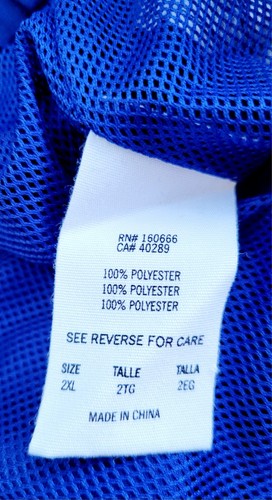 RN# 160666
CA# 40289
100% POLYESTER
100% POLYESTER
100% POLYESTER
SEE REVERSE FOR CARE
SIZE TALLE TALLA
2XL 2TG 2EG
MADE IN CHINA